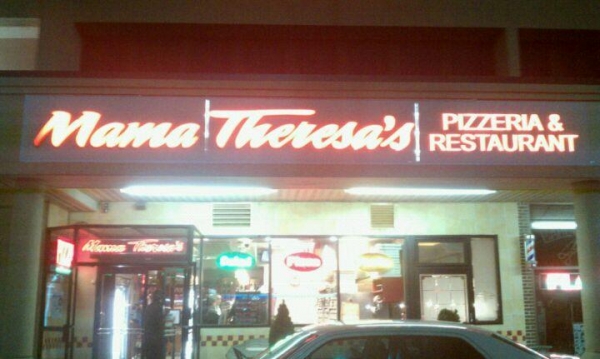 Mama Theresa's
PIZZERIA &
RESTAURANT
Mama Theresa's
Pizza